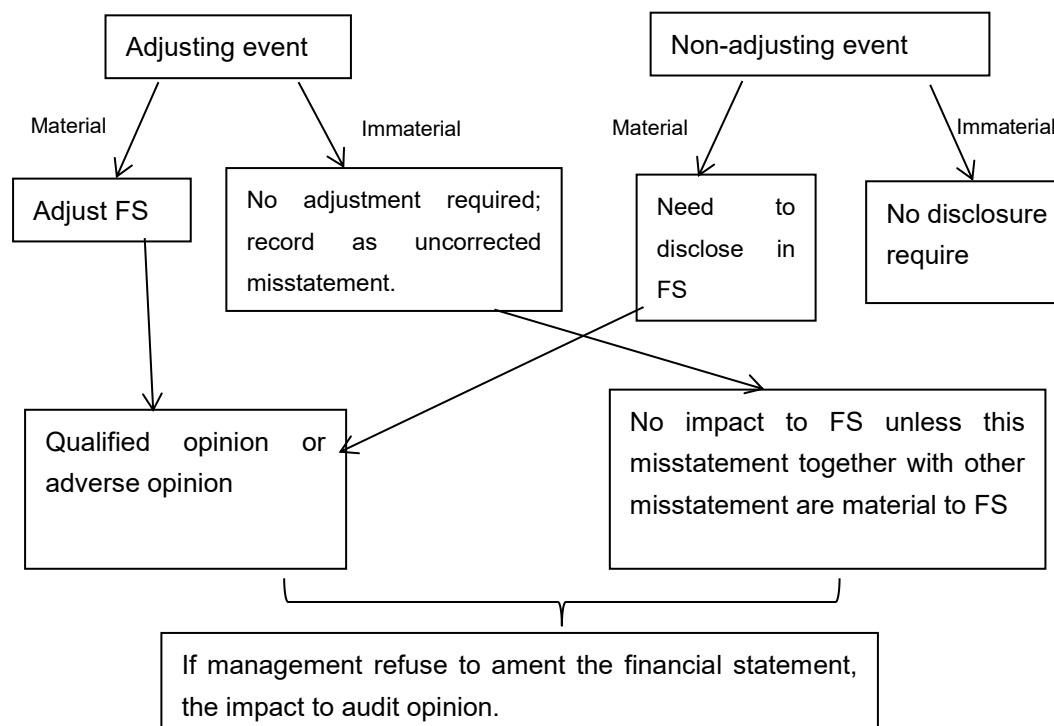 Adjusting event
Non-adjusting event
Material
Immaterial
Material
Immaterial
Adjust FS
No adjustment required;
record as uncorrected
misstatement.
Need to
disclose in
FS
No disclosure
require
Qualified opinion or
adverse opinion
No impact to FS unless this
misstatement together with other
misstatement are material to FS
If management refuse to ament the financial statement,
the impact to audit opinion.